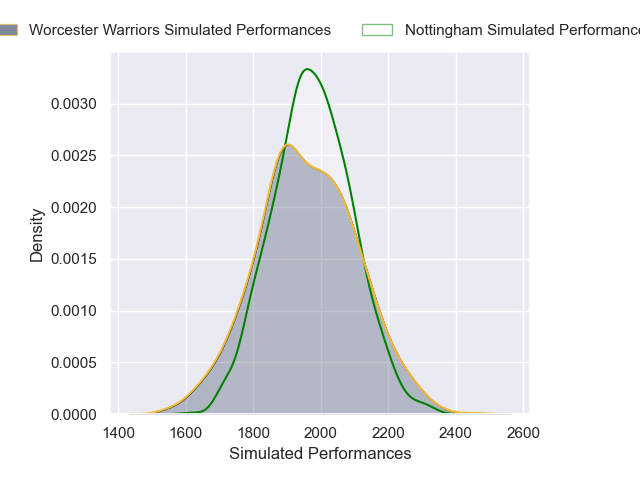 Worcester Warriors Simulated Performances
Nottingham Simulated Performance
0.0030
0.0025
0.0020
0.0015
0.0010
0.0005
0.0000
Density
1400 1600 1800 2000 2200 2400 2600
Simulated Performances